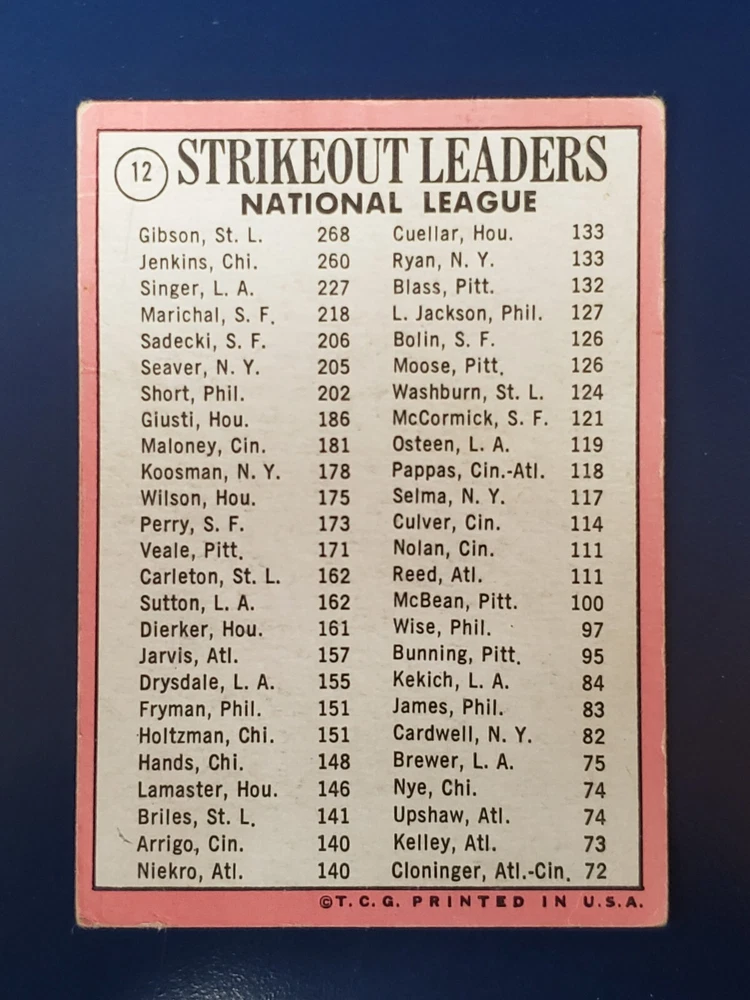 12 STRIKEOUT LEADERS
NATIONAL LEAGUE
Gibson, St. L. 268
Jenkins, Chi. 260
Singer, L. A. 227
Marichal, S. F. 218
Sadecki, S. F. 206
Seaver, N. Y. 205
Short, Phil. 202
Giusti, Hou. 186
Maloney, Cin. 181
Koosman, N. Y. 178
Wilson, Hou. 175
Perry, S. F. 173
Veale, Pitt. 171
Carleton, St. L. 162
Sutton, L. A. 162
Dierker, Hou. 161
Jarvis, Atl. 157
Drysdale, L. A. 155
Fryman, Phil. 151
Holtzman, Chi. 151
Hands, Chi. 148
Lamaster, Hou. 146
Briles, St. L. 141
Arrigo, Cin. 140
Niekro, Atl. 140
Cuellar, Hou. 133
Ryan, N. Y. 133
Blass, Pitt. 132
L. Jackson, Phil. 127
Bolin, S. F. 126
Moose, Pitt. 126
Washburn, St. L. 124
McCormick, S. F. 121
Osteen, L. A. 119
Pappas, Cin.-Atl. 118
Selma, N. Y. 117
Culver, Cin. 114
Nolan, Cin. 111
Reed, Atl. 111
McBean, Pitt. 100
Wise, Phil. 97
Bunning, Pitt. 95
Kekich, L. A. 84
James, Phil. 83
Cardwell, N. Y. 82
Brewer, L. A. 75
Nye, Chi. 74
Upshaw, Atl. 74
Kelley, Atl. 73
Cloninger, Atl.-Cin. 72
©T. C. G. PRINTED IN U.S.A.